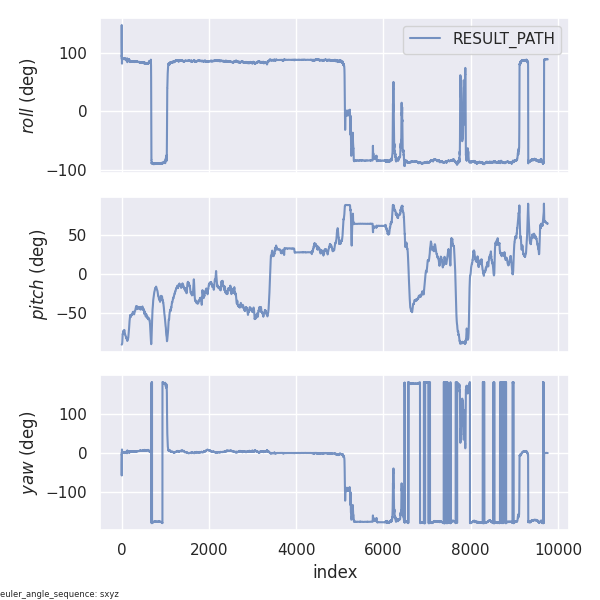 RESULT_PATH
100
0
−100
roll (deg)
50
0
−50
pitch (deg)
100
0
−100
yaw (deg)
0 2000 4000 6000 8000 10000
index
euler_angle_sequence: sxyz